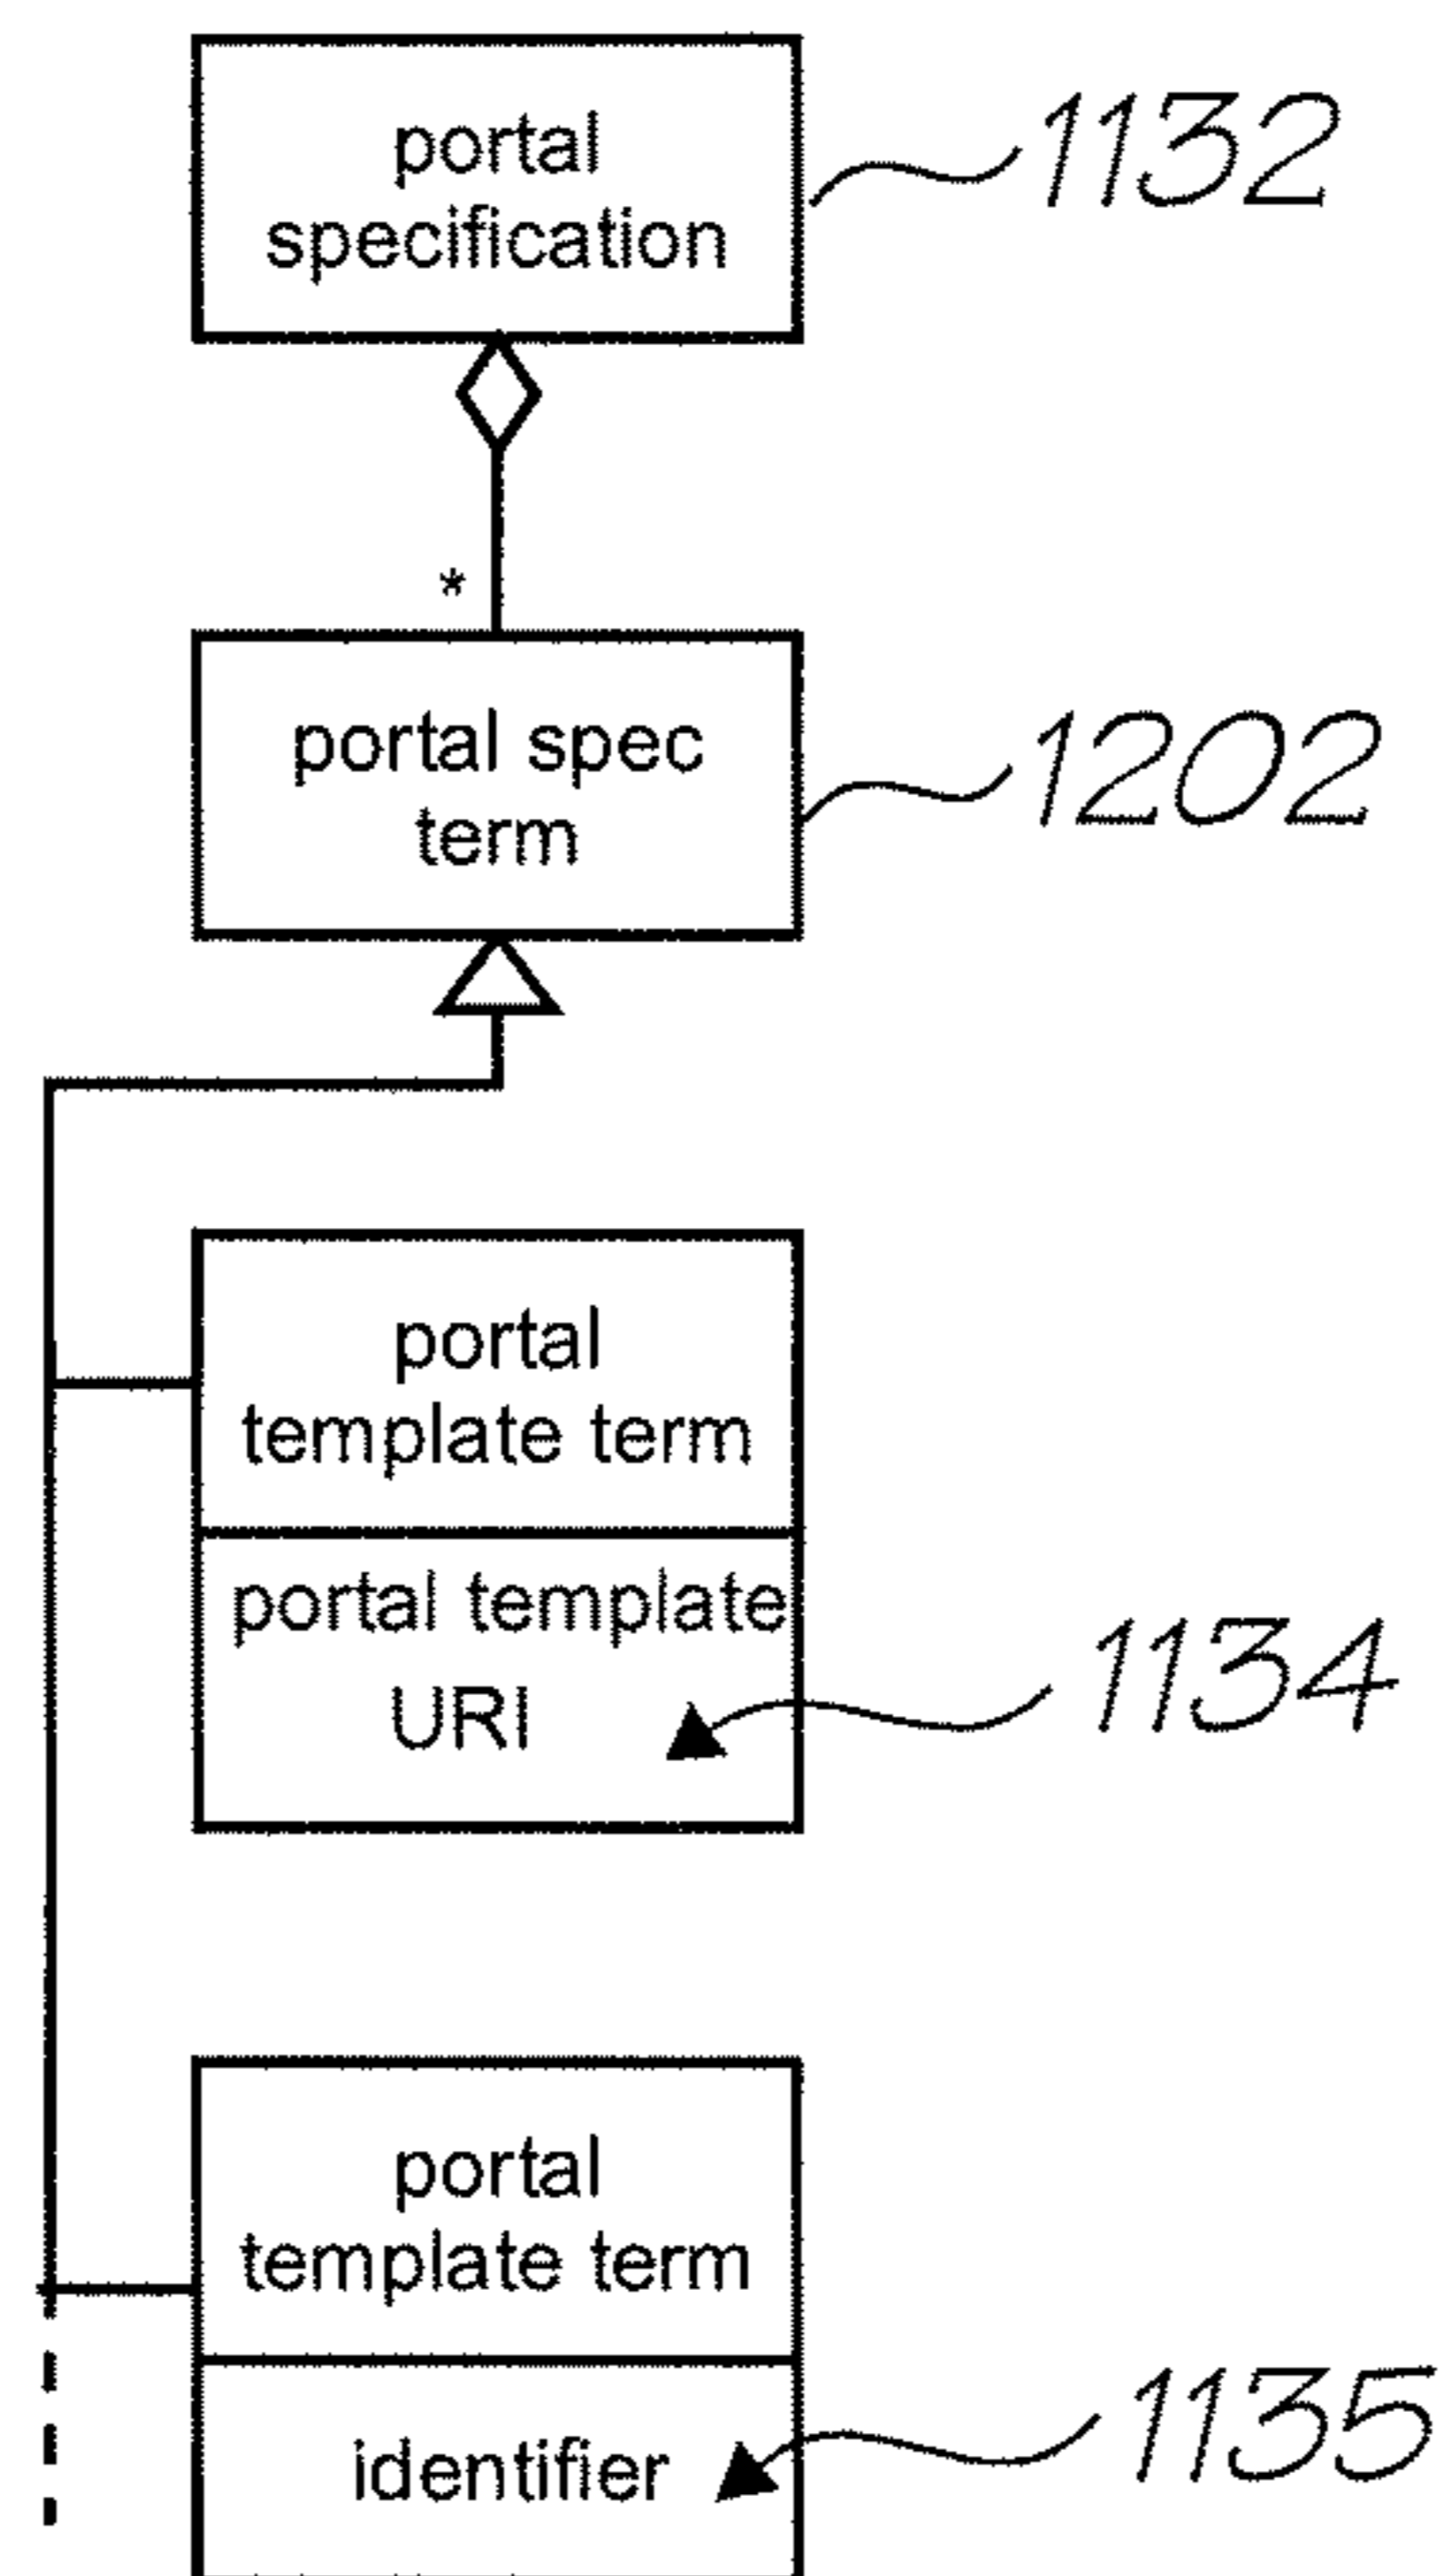 portal
specification
1132
*
portal spec
term
1202
portal
template term
portal template
URI
1134
portal
template term
identifier
1135